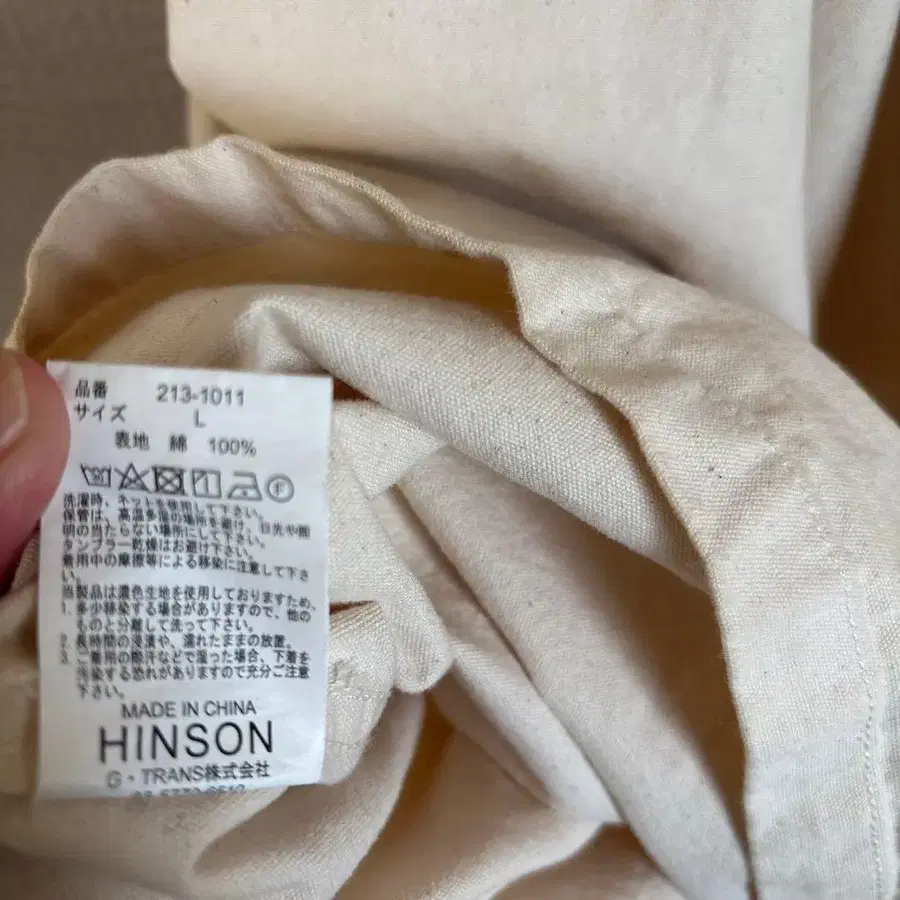 品番 213-1011
サイズ L
表地 綿 100%
洗濯時、ネットを使用して下さい。
保管は、高温多湿の場所を避け、日光や照
明の当たらない場所にして下さい。
タンブラー乾燥はお避け下さい。
着用中の摩擦等による移染に注意して下さ
い。
当製品は濃色生地を使用しておりますため、
1. 多少移染する場合がありますので、他の
ものと分離して洗って下さい。
2. 長時間の浸漬や、濡れたままの放置。
3. ご着用の際汗などで湿った場合、下着を
汚染する恐れがありますので充分ご注意
下さい。
MADE IN CHINA
HINSON
G・TRANS株式会社